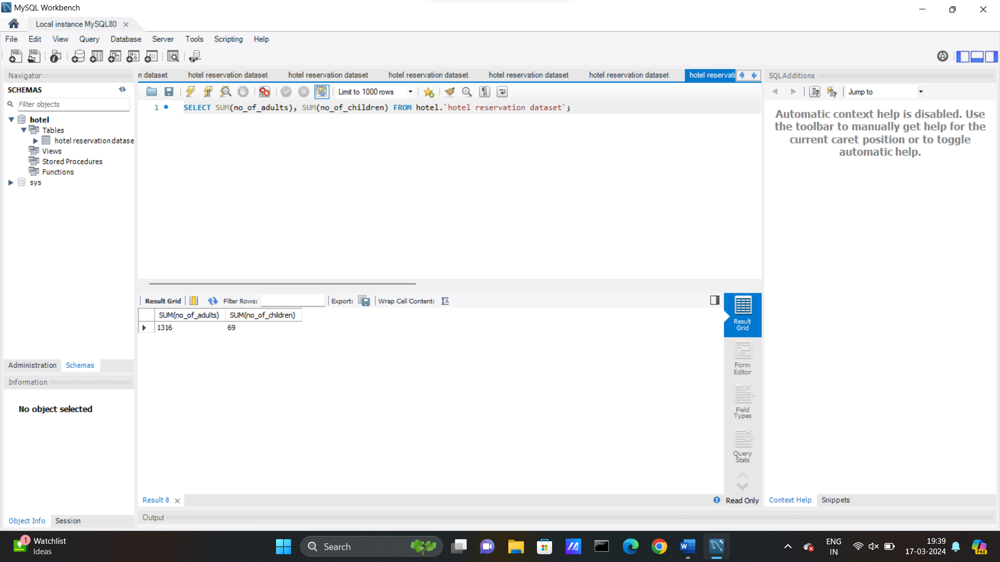 MySQL Workbench
Local instance MySQL80
File Edit View Query Database Server Tools Scripting Help
Navigator
SCHEMAS
Filter objects
hotel
Tables
hotel reservation datase
Views
Stored Procedures
Functions
sys
Administration Schemas
Information
No object selected
Object Info Session
n dataset hotel reservation dataset hotel reservation dataset hotel reservation dataset hotel reservation dataset hotel reservation dataset hotel reservati
Limit to 1000 rows
1 SELECT SUM(no_of_adults), SUM(no_of_children) FROM hotel.`hotel reservation dataset`;
Result Grid Filter Rows: Export: Wrap Cell Content:
SUM(no_of_adults) SUM(no_of_children)
1316 69
Result Grid
Form Editor
Field Types
Query Stats
Result 8
Read Only
Output
SQLAdditions
Jump to
Automatic context help is disabled. Use
the toolbar to manually get help for the
current caret position or to toggle
automatic help.
Context Help Snippets
1 Watchlist
Ideas
Search
ENG
IN
19:39
17-03-2024
PRE